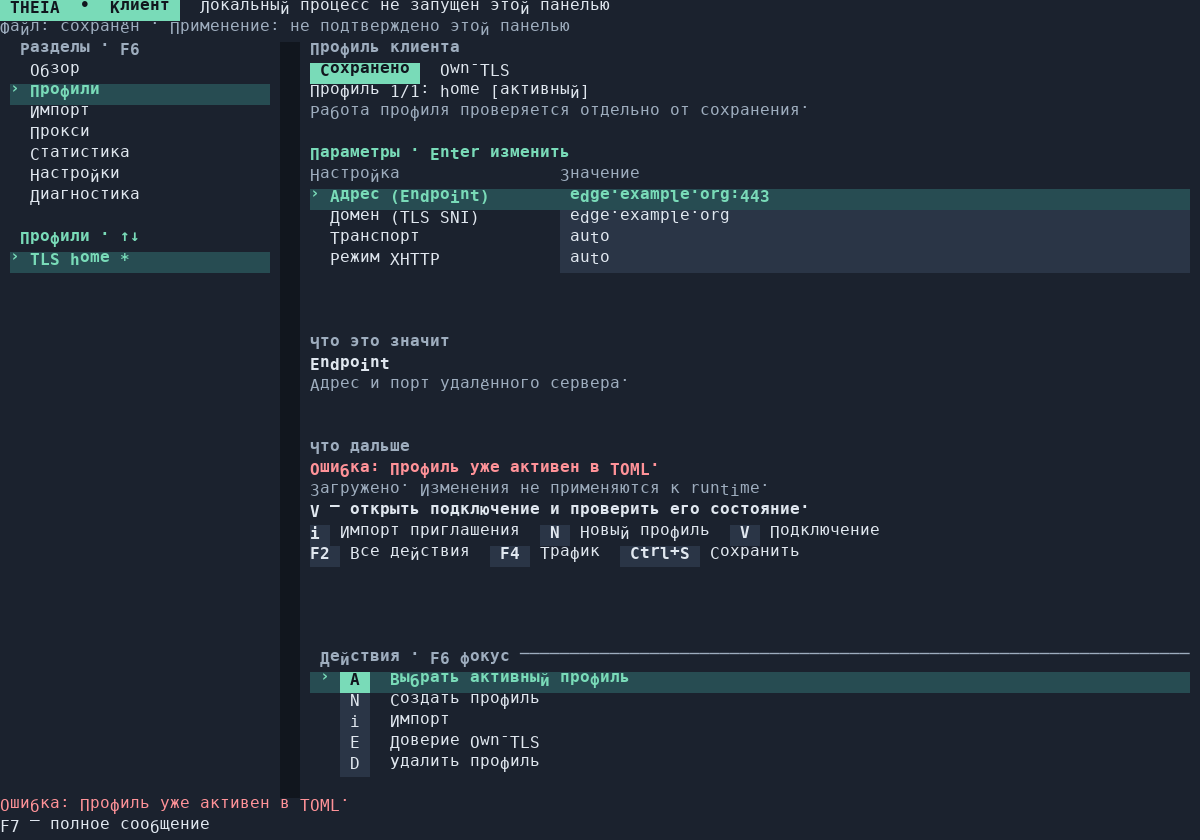 THEIA • Клиент Локальный процесс не запущен этой панелью
Файл: сохранён · Применение: не подтверждено этой панелью
Разделы · F6
Обзор
› Профили
Импорт
Прокси
Статистика
Настройки
Диагностика
Профили · ↑↓
› TLS home *
Профиль клиента
Сохранено Own-TLS
Профиль 1/1: home [активный]
Работа профиля проверяется отдельно от сохранения.
Параметры · Enter изменить
Настройка Значение
› Адрес (Endpoint) edge.example.org:443
Домен (TLS SNI) edge.example.org
Транспорт auto
Режим XHTTP auto
Что это значит
Endpoint
Адрес и порт удалённого сервера.
Что дальше
Ошибка: Профиль уже активен в TOML.
Загружено. Изменения не применяются к runtime.
V — открыть подключение и проверить его состояние.
i Импорт приглашения N Новый профиль V Подключение
F2 Все действия F4 Трафик Ctrl+S Сохранить
Действия · F6 фокус
› A Выбрать активный профиль
N Создать профиль
i Импорт
E Доверие Own-TLS
D Удалить профиль
Ошибка: Профиль уже активен в TOML.
F7 — полное сообщение